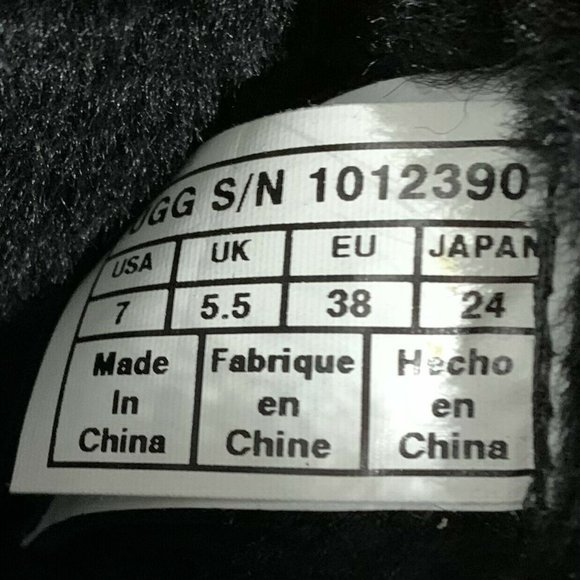 UGG S/N 1012390
USA UK EU JAPAN
7 5.5 38 24
Made Fabrique Hecho
In en en
China Chine China